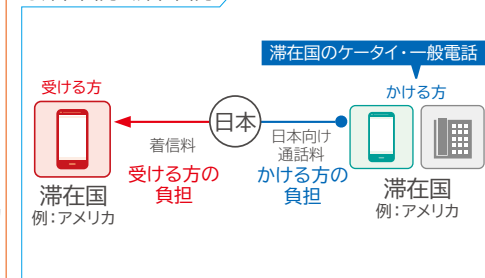 滞在国のケータイ・一般電話
受ける方
かける方
日本
着信料
日本向け
通話料
受ける方の
負担
かける方の
負担
滞在国
例：アメリカ
滞在国
例：アメリカ